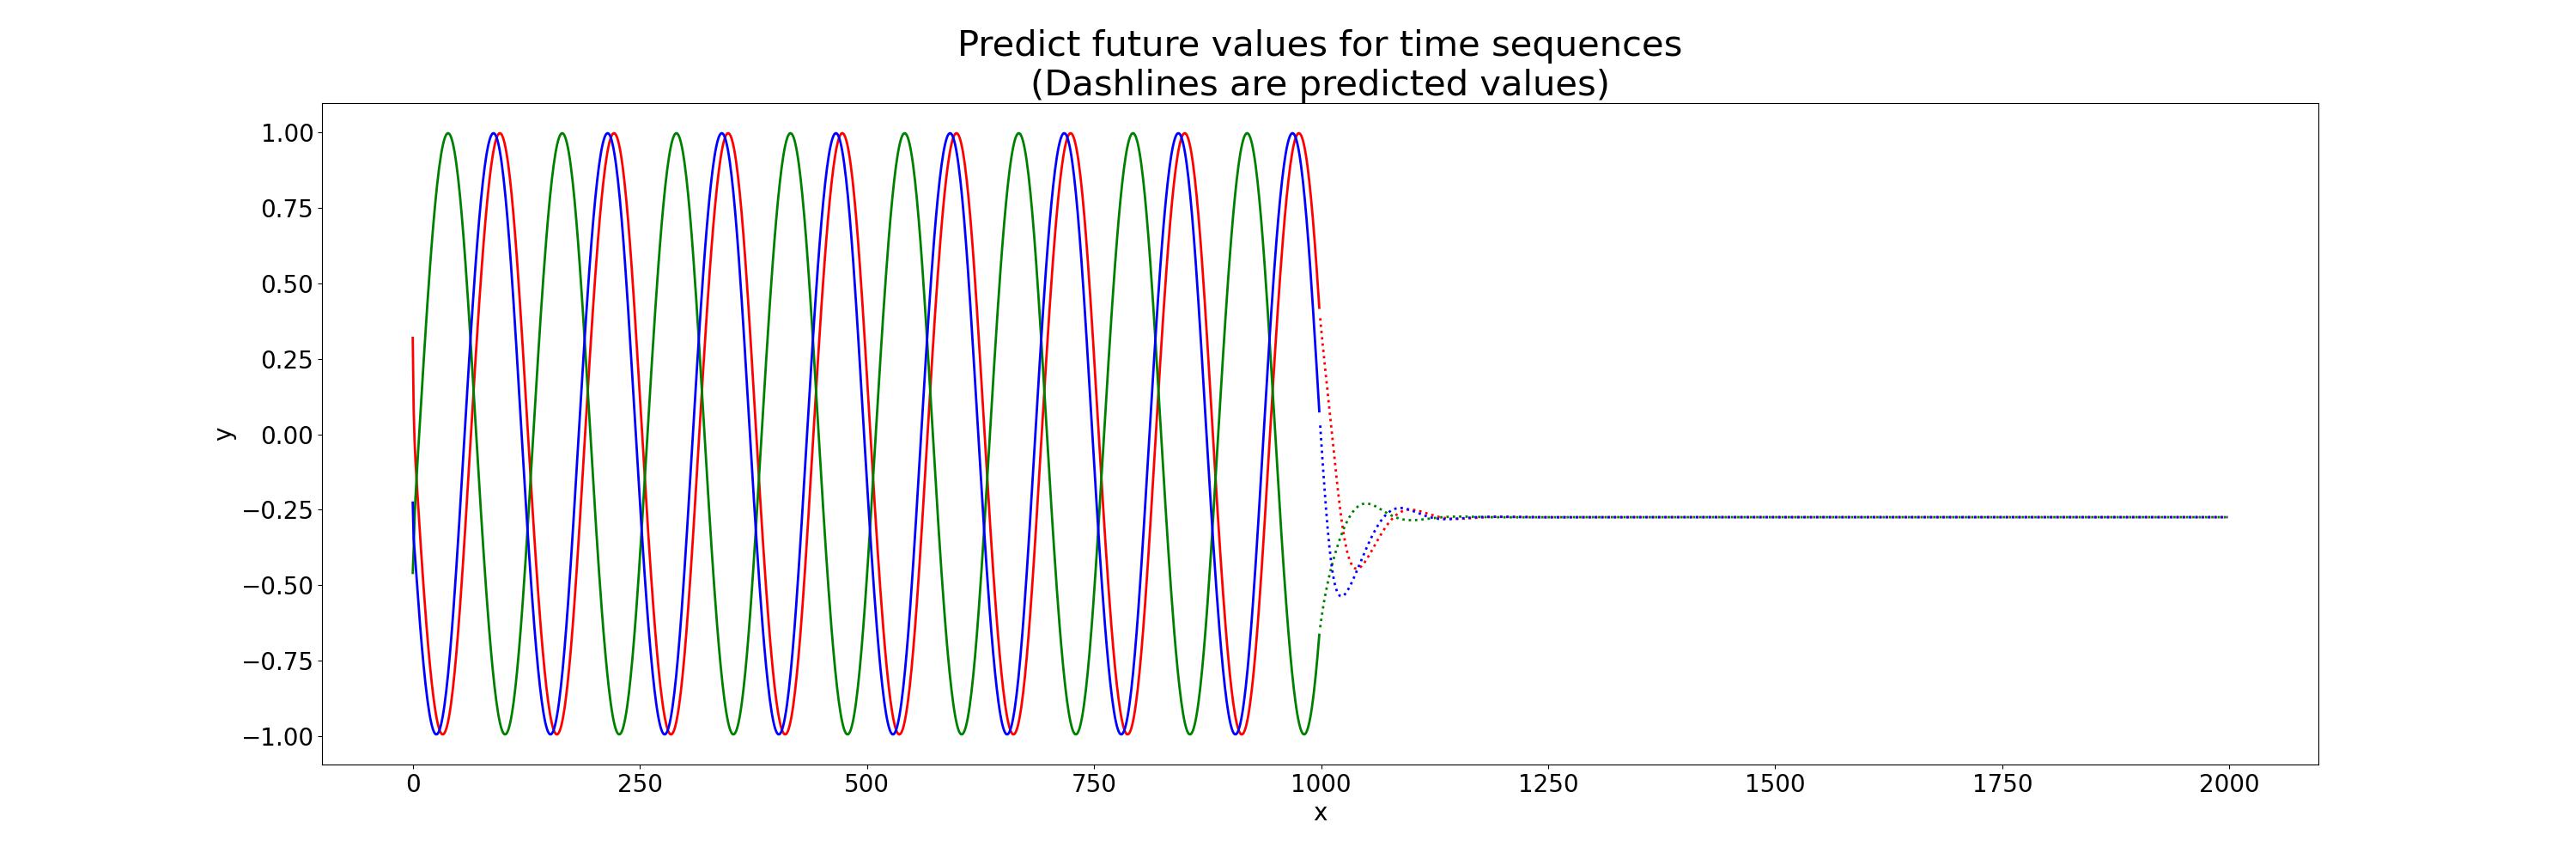 Predict future values for time sequences
(Dashlines are predicted values)
1.00
0.75
0.50
0.25
0.00
−0.25
−0.50
−0.75
−1.00
y
0 250 500 750 1000 1250 1500 1750 2000
x